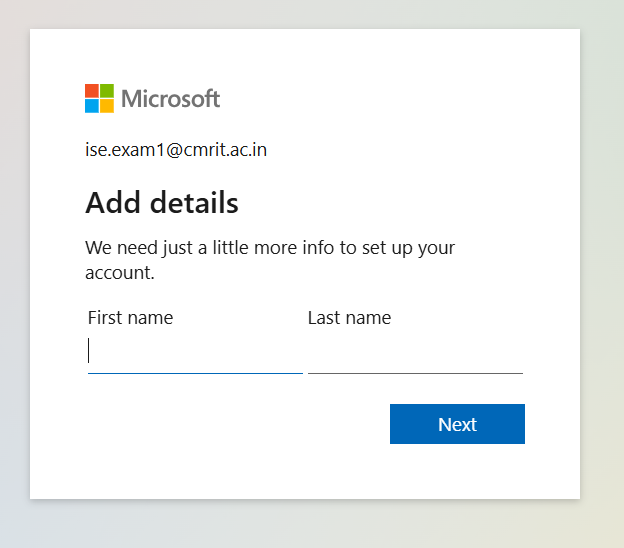 Microsoft
ise.exam1@cmrit.ac.in
Add details
We need just a little more info to set up your
account.
First name
Last name
Next